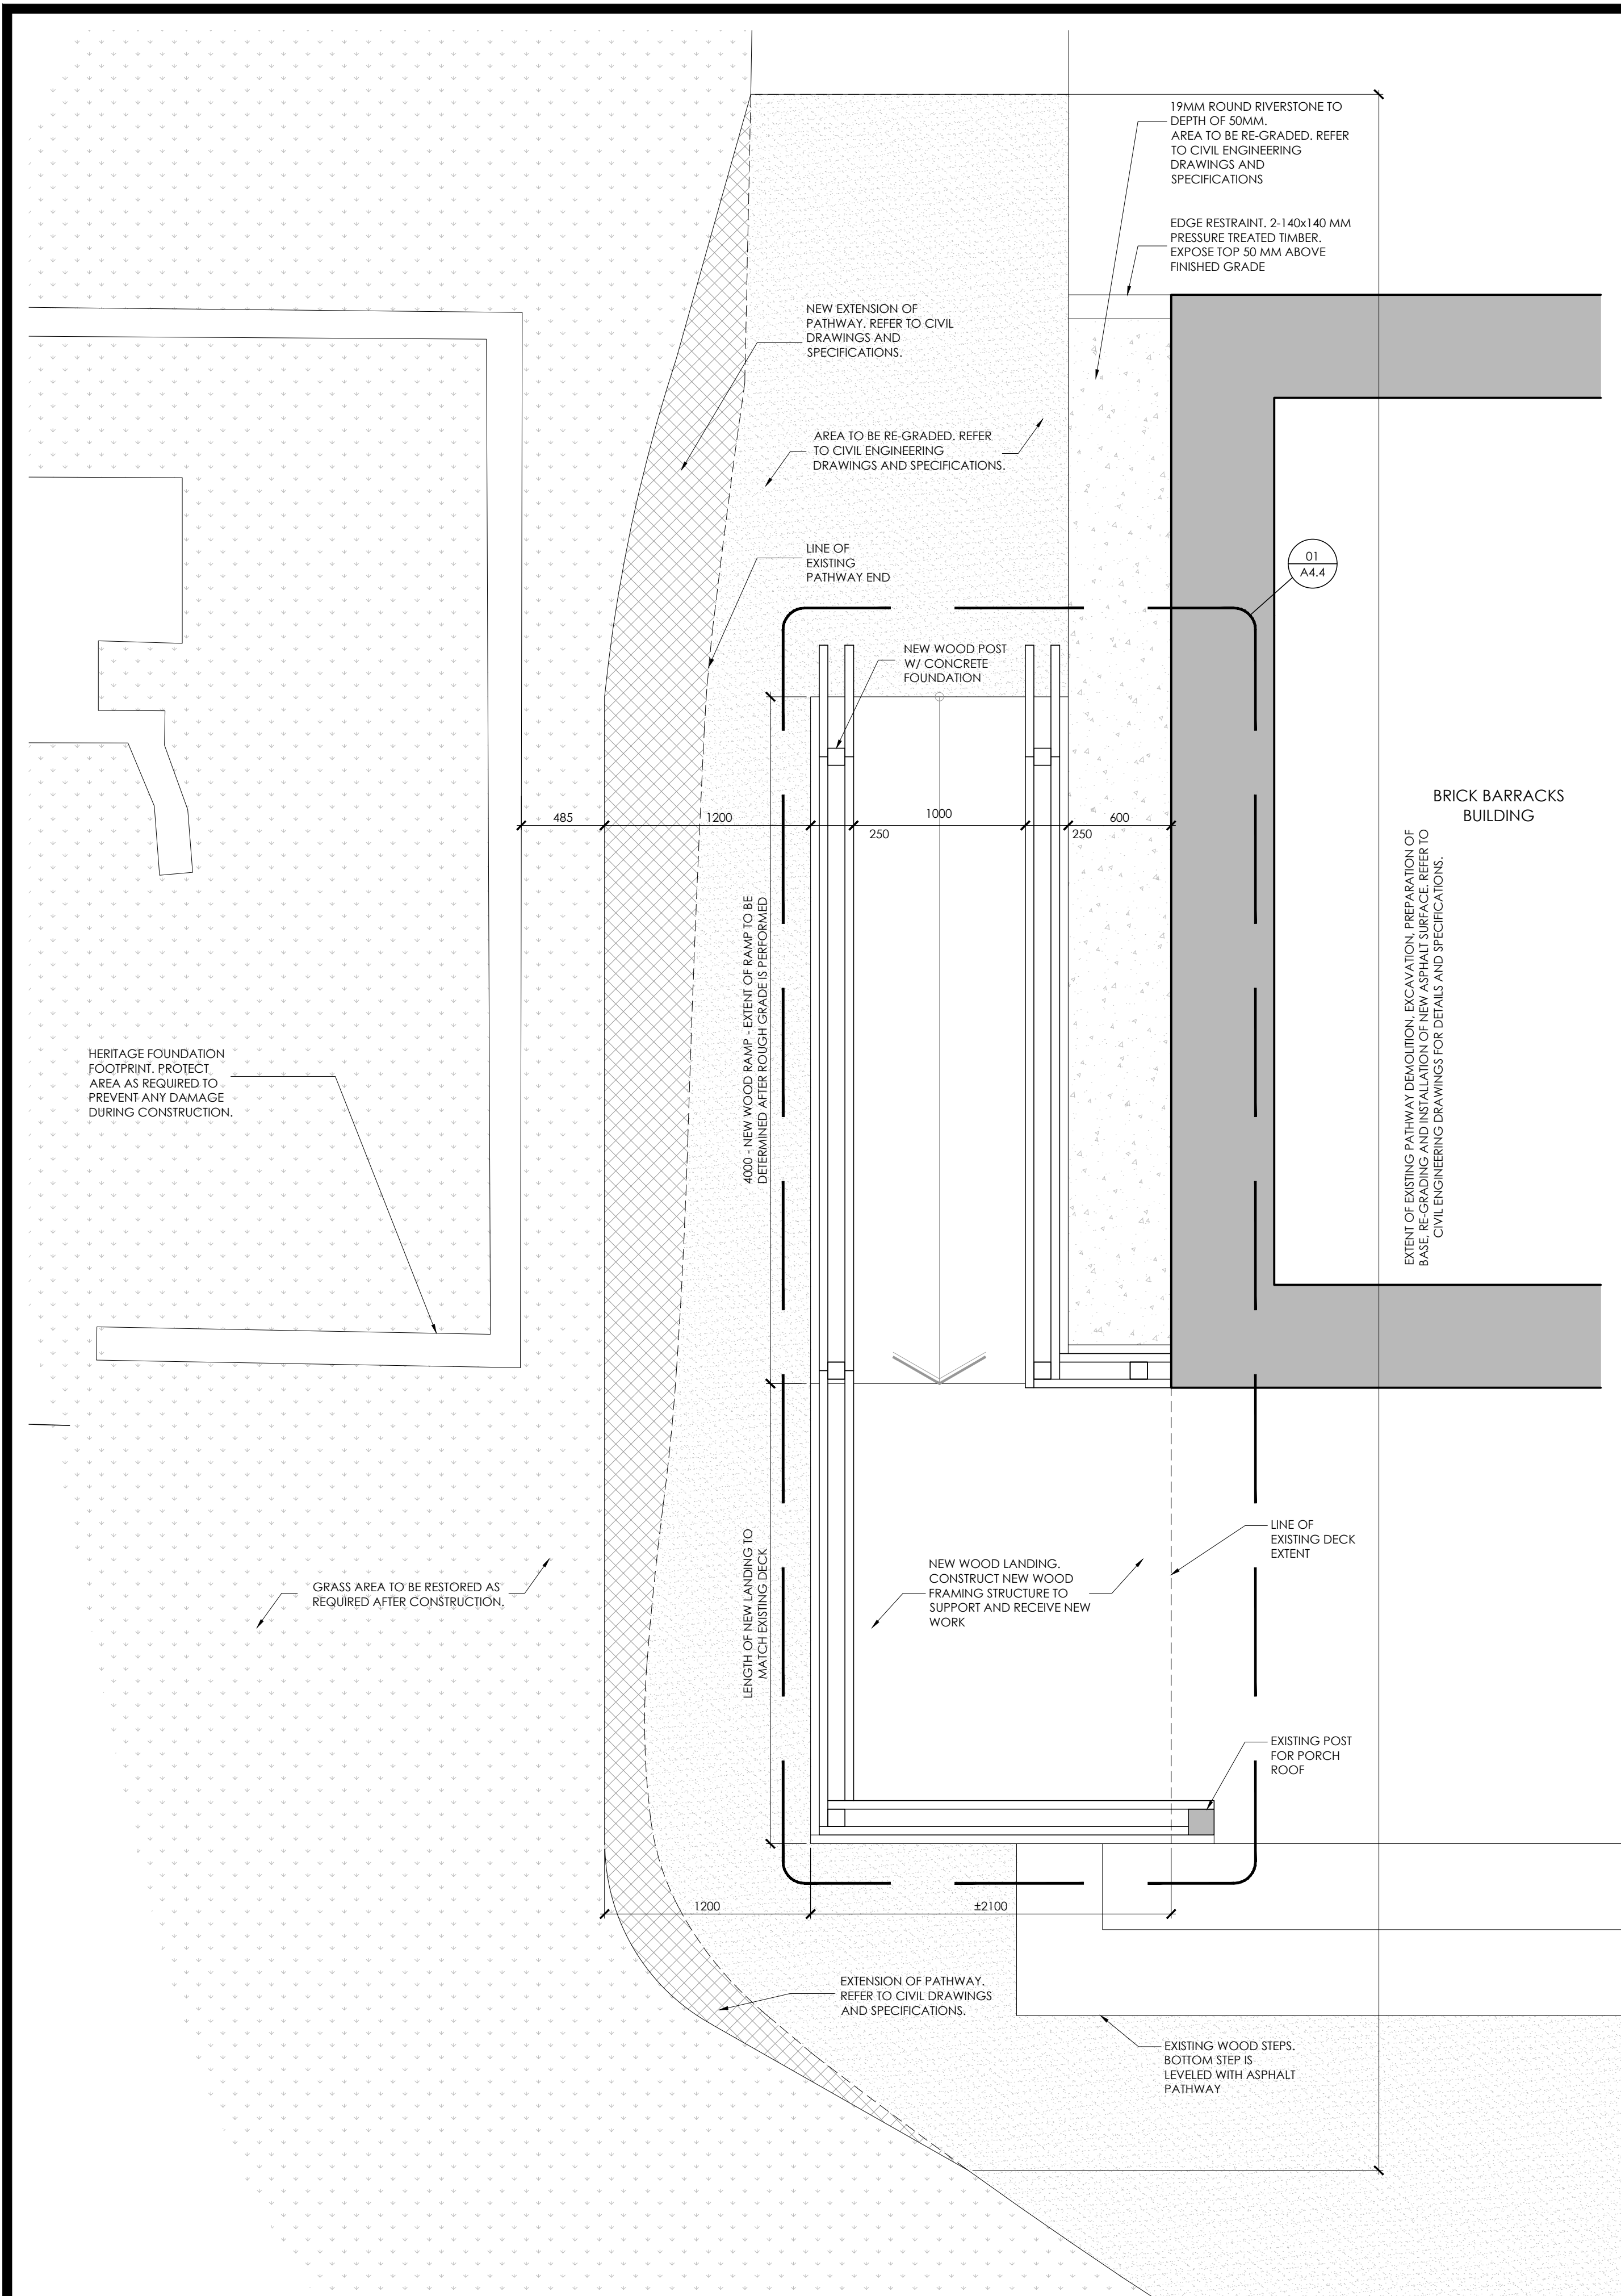 19MM ROUND RIVERSTONE TO
DEPTH OF 50MM.
AREA TO BE RE-GRADED. REFER
TO CIVIL ENGINEERING
DRAWINGS AND
SPECIFICATIONS
EDGE RESTRAINT. 2-140x140 MM
PRESSURE TREATED TIMBER.
EXPOSE TOP 50 MM ABOVE
FINISHED GRADE
NEW EXTENSION OF
PATHWAY. REFER TO CIVIL
DRAWINGS AND
SPECIFICATIONS.
AREA TO BE RE-GRADED. REFER
TO CIVIL ENGINEERING
DRAWINGS AND SPECIFICATIONS.
LINE OF
EXISTING
PATHWAY END
01
A4.4
NEW WOOD POST
W/ CONCRETE
FOUNDATION
BRICK BARRACKS
BUILDING
485
1200
250
1000
250
600
4000 - NEW WOOD RAMP - EXTENT OF RAMP TO BE
DETERMINED AFTER ROUGH GRADE IS PERFORMED
EXTENT OF EXISTING PATHWAY DEMOLITION, EXCAVATION, PREPARATION OF
BASE, RE-GRADING AND INSTALLATION OF NEW ASPHALT SURFACE. REFER TO
CIVIL ENGINEERING DRAWINGS FOR DETAILS AND SPECIFICATIONS.
HERITAGE FOUNDATION
FOOTPRINT. PROTECT
AREA AS REQUIRED TO
PREVENT ANY DAMAGE
DURING CONSTRUCTION.
LINE OF
EXISTING DECK
EXTENT
LENGTH OF NEW LANDING TO
MATCH EXISTING DECK
NEW WOOD LANDING.
CONSTRUCT NEW WOOD
FRAMING STRUCTURE TO
SUPPORT AND RECEIVE NEW
WORK
GRASS AREA TO BE RESTORED AS
REQUIRED AFTER CONSTRUCTION.
EXISTING POST
FOR PORCH
ROOF
1200
±2100
EXTENSION OF PATHWAY.
REFER TO CIVIL DRAWINGS
AND SPECIFICATIONS.
EXISTING WOOD STEPS.
BOTTOM STEP IS
LEVELED WITH ASPHALT
PATHWAY